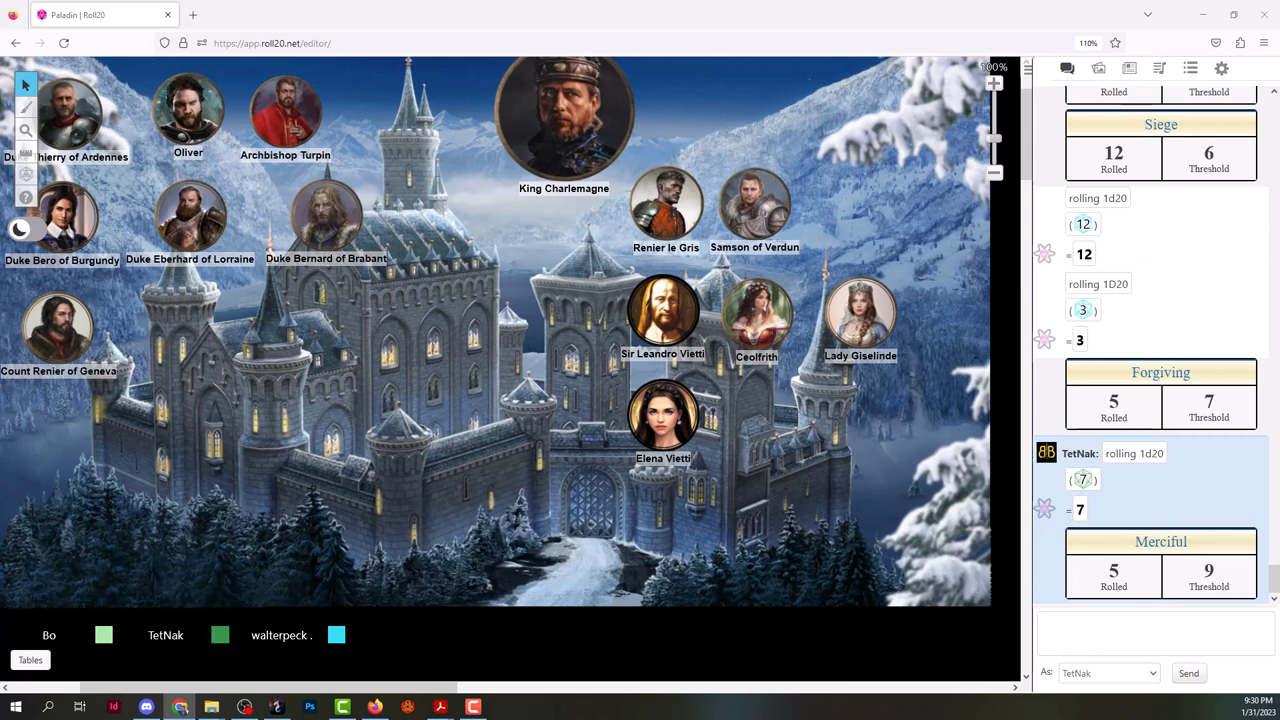 Paladin | Roll20
https://app.roll20.net/editor/
110%
100%
Thierry of Ardennes
Oliver
Archbishop Turpin
King Charlemagne
Duke Bero of Burgundy
Duke Eberhard of Lorraine
Duke Bernard of Brabant
Renier le Gris
Samson of Verdun
Count Renier of Geneva
Sir Leandro Vietti
Ceolfrith
Lady Giselinde
Elena Vietti
Bo
TetNak
walterpeck .
Tables
Rolled Threshold
Siege
12 6
Rolled Threshold
rolling 1d20
(12)
= 12
rolling 1D20
(3)
= 3
Forgiving
5 7
Rolled Threshold
TetNak: rolling 1d20
(7)
= 7
Merciful
5 9
Rolled Threshold
As: TetNak Send
9:30 PM
1/31/2023